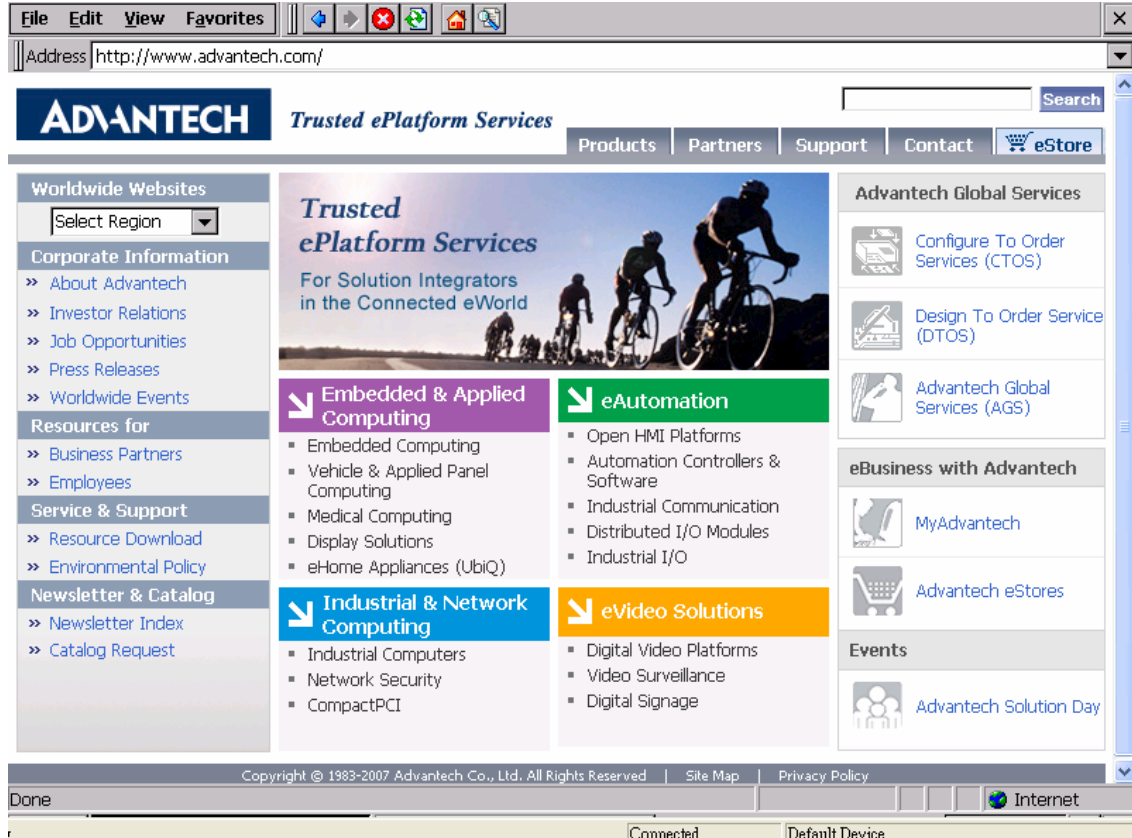 File Edit View Favorites
Address http://www.advantech.com/
ADVANTECH
Trusted ePlatform Services
Search
Products Partners Support Contact eStore
Worldwide Websites
Select Region
Corporate Information
» About Advantech
» Investor Relations
» Job Opportunities
» Press Releases
» Worldwide Events
Resources for
» Business Partners
» Employees
Service & Support
» Resource Download
» Environmental Policy
Newsletter & Catalog
» Newsletter Index
» Catalog Request
Trusted
ePlatform Services
For Solution Integrators
in the Connected eWorld
Embedded & Applied
Computing
Embedded Computing
Vehicle & Applied Panel
Computing
Medical Computing
Display Solutions
eHome Appliances (UbiQ)
eAutomation
Open HMI Platforms
Automation Controllers &
Software
Industrial Communication
Distributed I/O Modules
Industrial I/O
Industrial & Network
Computing
Industrial Computers
Network Security
CompactPCI
eVideo Solutions
Digital Video Platforms
Video Surveillance
Digital Signage
Advantech Global Services
Configure To Order
Services (CTOS)
Design To Order Service
(DTOS)
Advantech Global
Services (AGS)
eBusiness with Advantech
MyAdvantech
Advantech eStores
Events
Advantech Solution Day
Copyright © 1983-2007 Advantech Co., Ltd. All Rights Reserved | Site Map | Privacy Policy
Done Internet
Connected Default Device